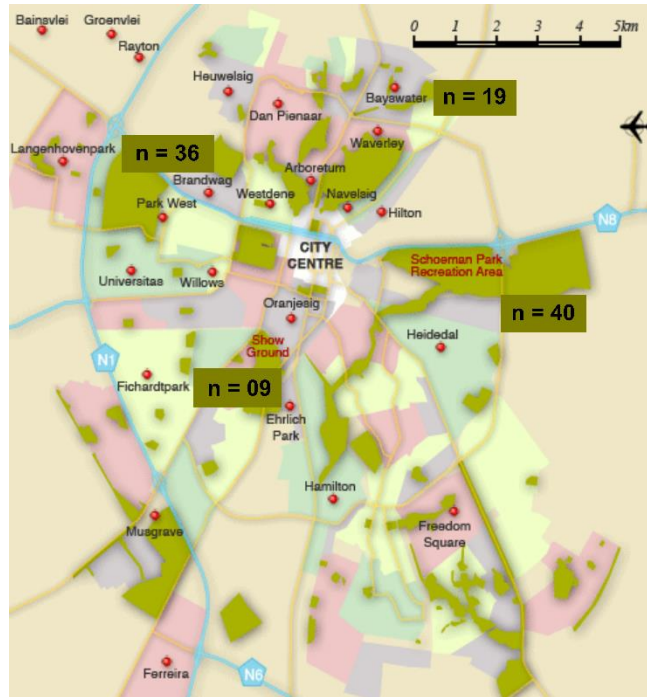 Bainsvlei
Groenvlei
Rayton
0 1 2 3 4 5km
Heuwelsig
Bayswater
n = 19
Dan Pienaar
Waverley
Langenhovenpark
n = 36
Arboretum
Brandwag
Westdene
Navelsig
Park West
Hilton
N8
CITY
CENTRE
Schoeman Park
Recreation Area
Universitas
Willows
Oranjesig
n = 40
Show
Ground
Heidedal
N1
Fichardtpark
n = 09
Ehrlich
Park
Hamilton
Musgrave
Freedom
Square
Ferreira
N6